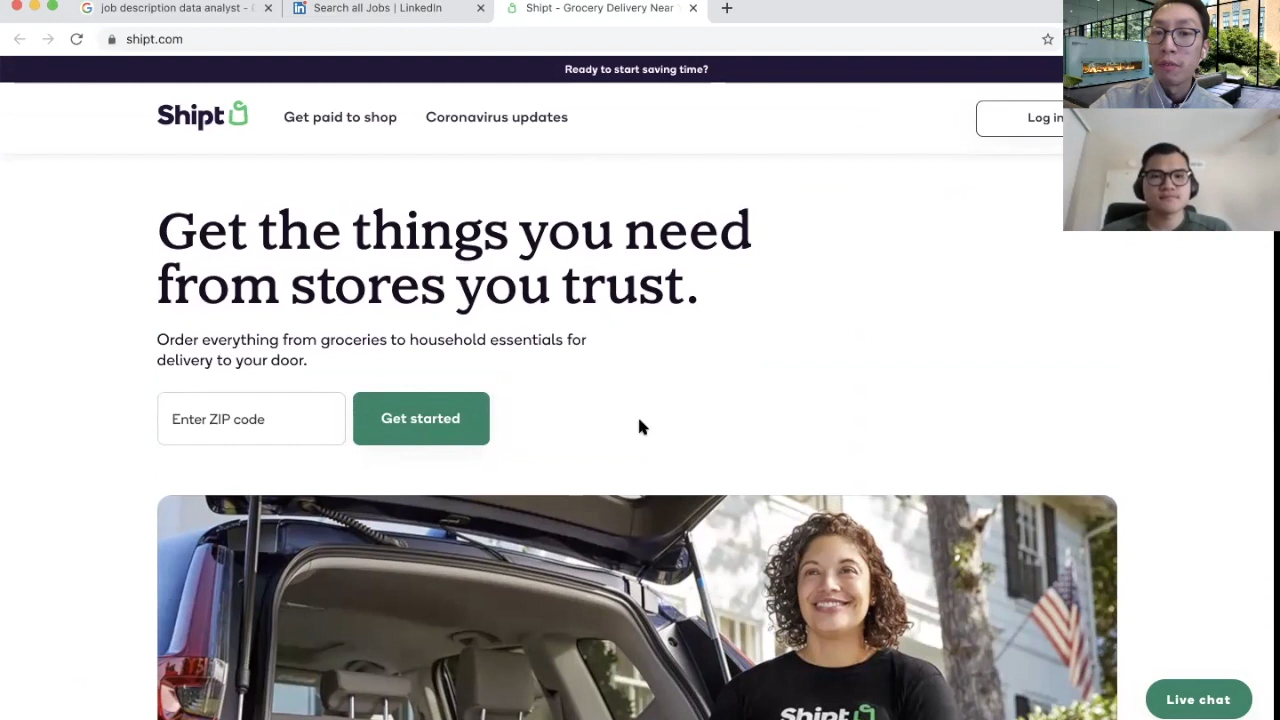 job description data analyst - G
Search all Jobs | LinkedIn
Shipt - Grocery Delivery Near
shipt.com
Ready to start saving time?
Shipt
Get paid to shop
Coronavirus updates
Log in
Get the things you need
from stores you trust.
Order everything from groceries to household essentials for
delivery to your door.
Enter ZIP code
Get started
Shipt
Live chat